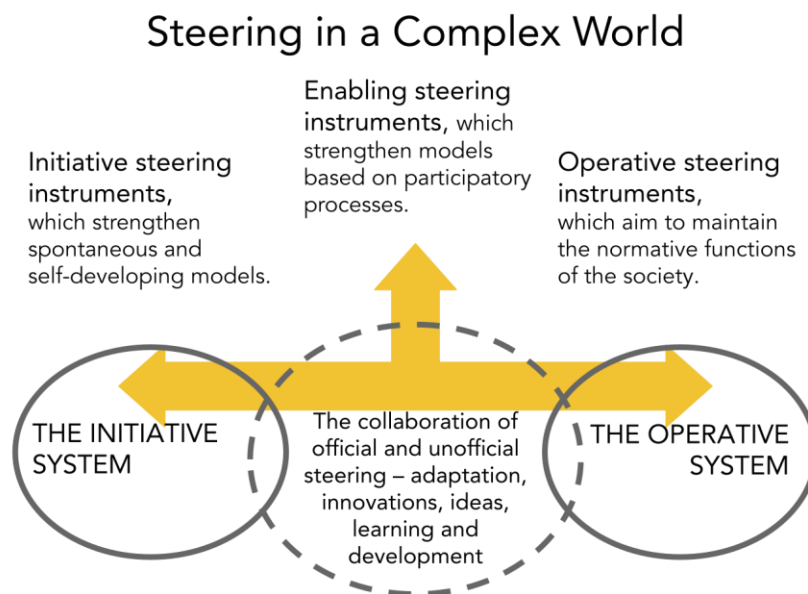 Steering in a Complex World
Enabling steering
instruments, which
strengthen models
based on participatory
processes.
Initiative steering
instruments,
which strengthen
spontaneous and
self-developing models.
Operative steering
instruments,
which aim to maintain
the normative functions
of the society.
THE INITIATIVE
SYSTEM
The collaboration of
official and unofficial
steering – adaptation,
innovations, ideas,
learning and
development
THE OPERATIVE
SYSTEM